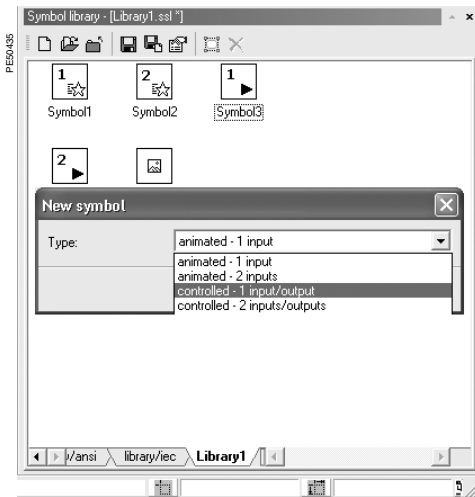 Symbol library - [Library1.ssl *]
PE50435
1
2
1
Symbol1
Symbol2
Symbol3
2
New symbol
Type:
animated - 1 input
animated - 1 input
animated - 2 inputs
controlled - 1 input/output
controlled - 2 inputs/outputs
/ansi
library/iec
Library1